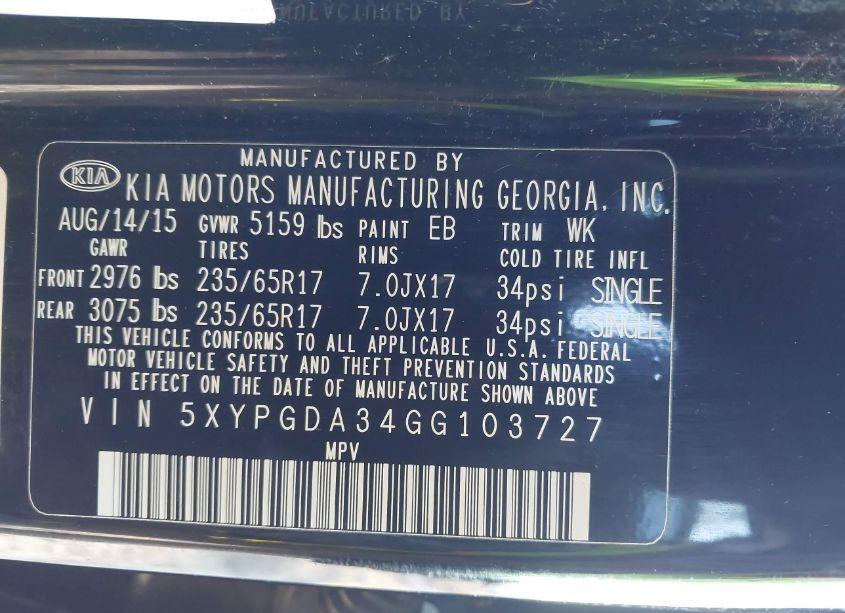 MANUFACTURED BY
KIA KIA MOTORS MANUFACTURING GEORGIA, INC.
AUG/14/15 GVWR 5159 lbs PAINT EB TRIM WK
GAWR TIRES RIMS COLD TIRE INFL
FRONT 2976 lbs 235/65R17 7.0JX17 34psi SINGLE
REAR 3075 lbs 235/65R17 7.0JX17 34psi SINGLE
THIS VEHICLE CONFORMS TO ALL APPLICABLE U.S.A. FEDERAL
MOTOR VEHICLE SAFETY AND THEFT PREVENTION STANDARDS
IN EFFECT ON THE DATE OF MANUFACTURE SHOWN ABOVE
VIN 5XYPGDA34GG103727
MPV